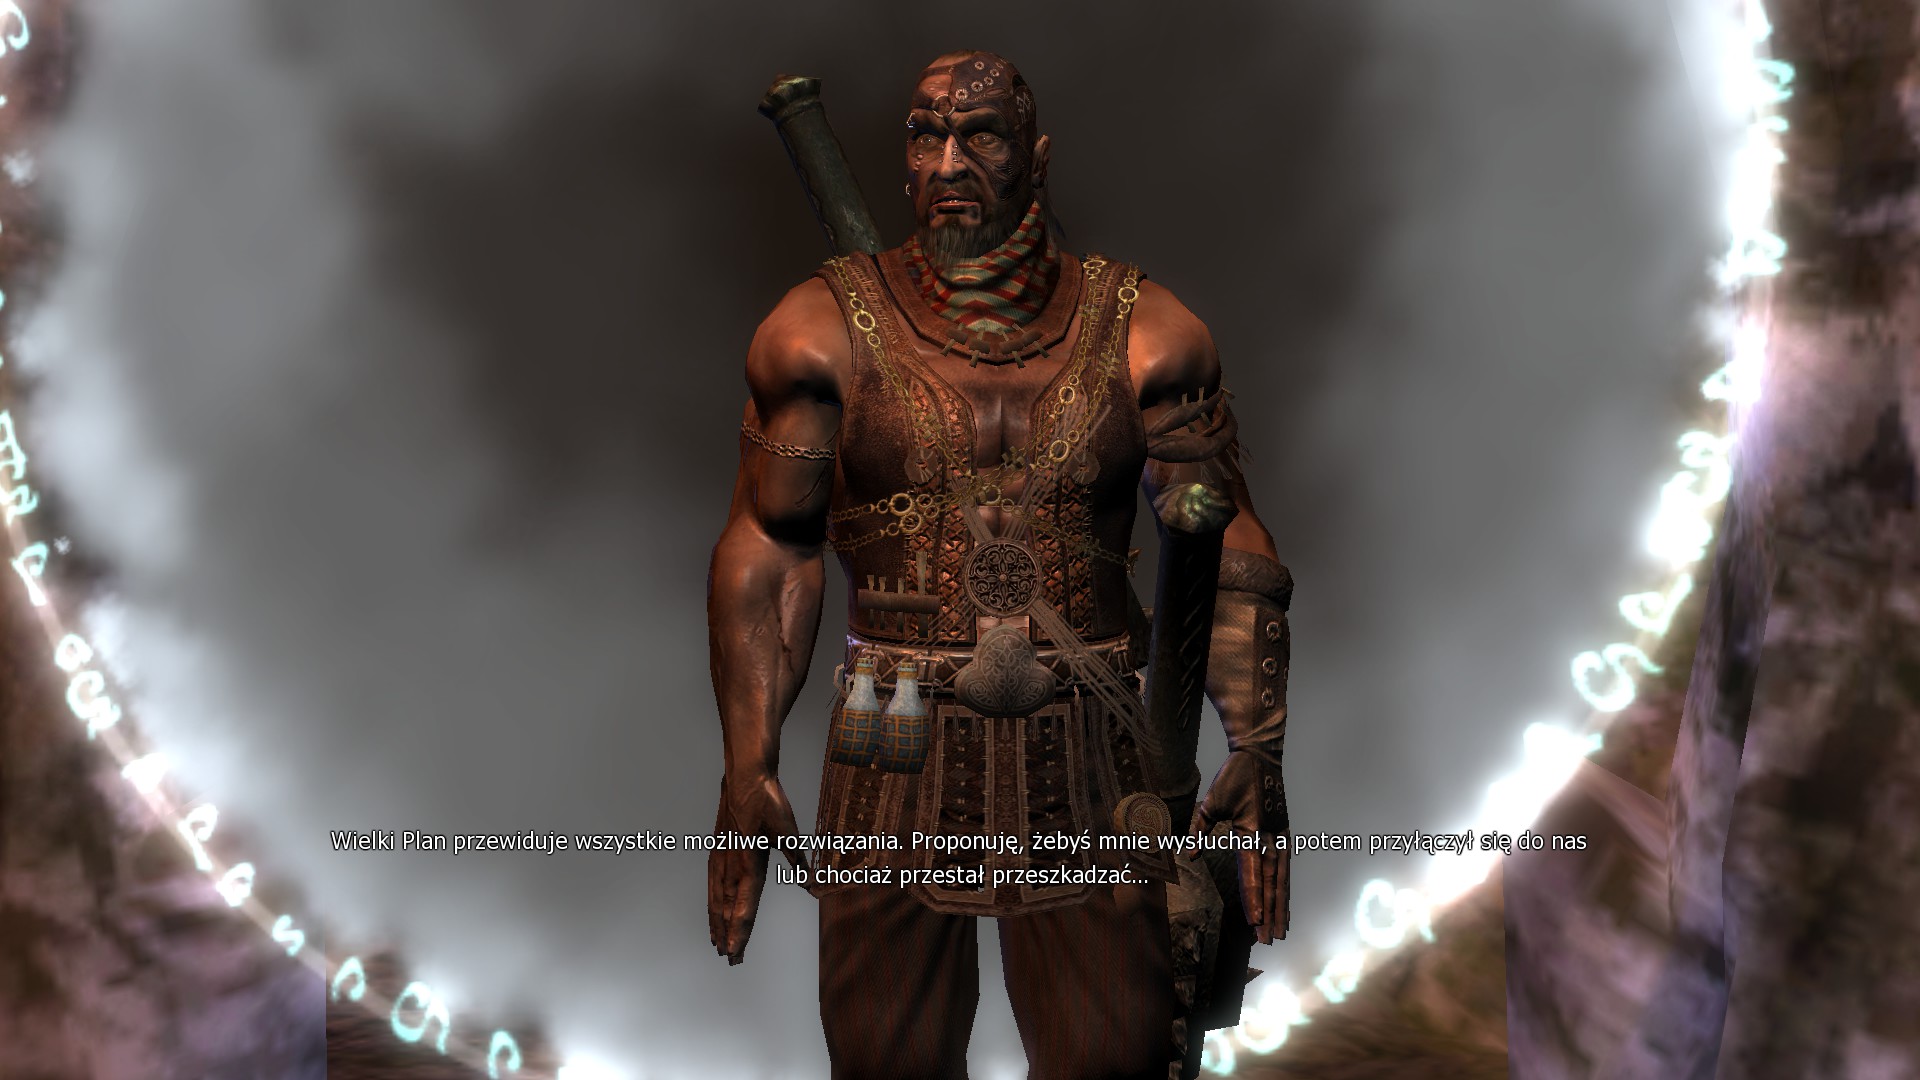 Wielki Plan przewiduje wszystkie możliwe rozwiązania. Proponuję, żebyś mnie wysłuchał, a potem przyłączył się do nas
lub chociaż przestał przeszkadzać...